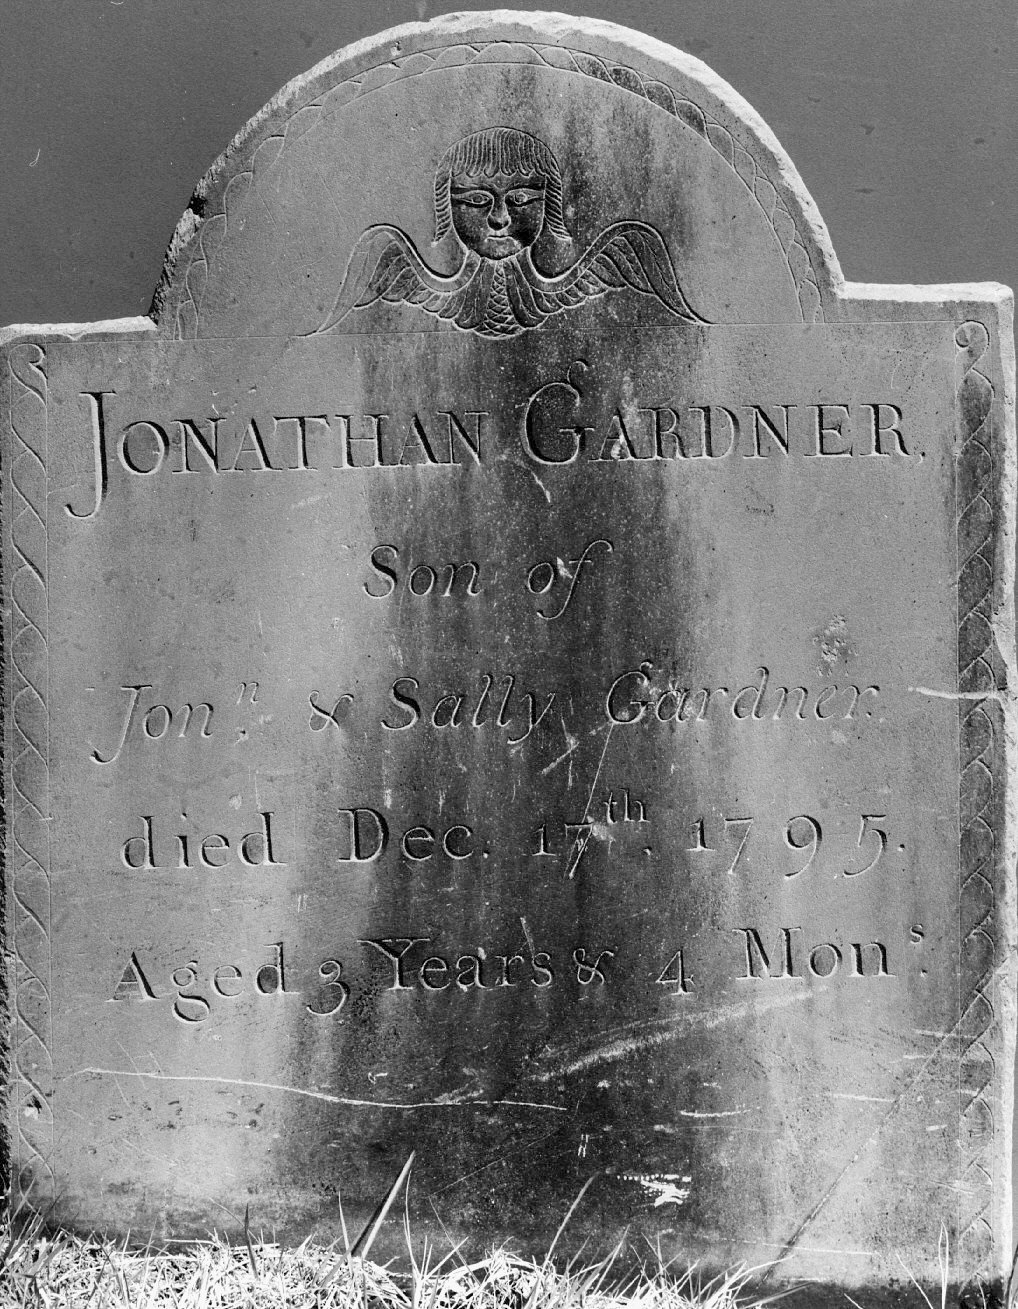 JONATHAN GARDNER,
Son of
Jonⁿ. & Sally Gardner.
died Dec. 17ᵗʰ. 1795.
Aged 3 Years & 4 Monˢ.